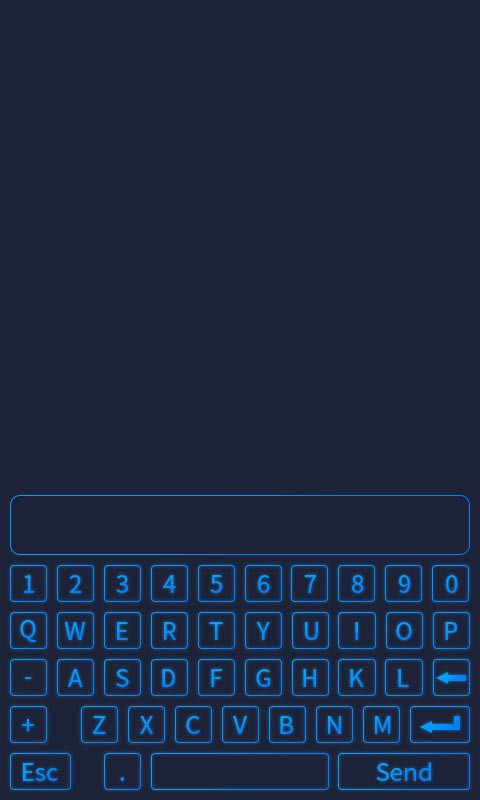 1 2 3 4 5 6 7 8 9 0
Q W E R T Y U I O P
- A S D F G H K L
+ Z X C V B N M
Esc . Send